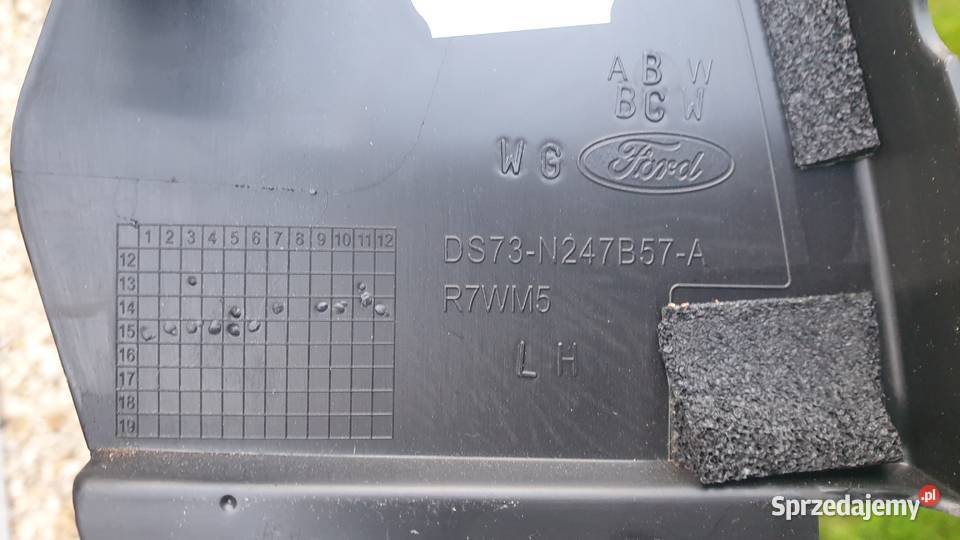 A B W
B C W
W G Ford
1 2 3 4 5 6 7 8 9 10 11 12
12
13
14
15
16
17
18
19
DS73-N247B57-A
R7WM5
L H
Sprzedajemy.pl